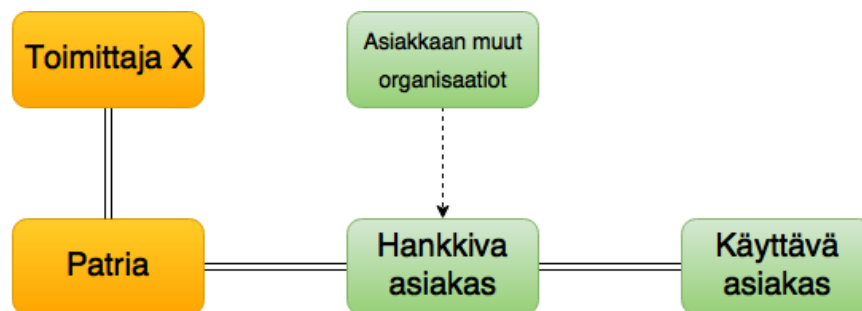 Toimittaja X
Asiakkaan muut
organisaatiot
Patria
Hankkiva
asiakas
Käyttävä
asiakas